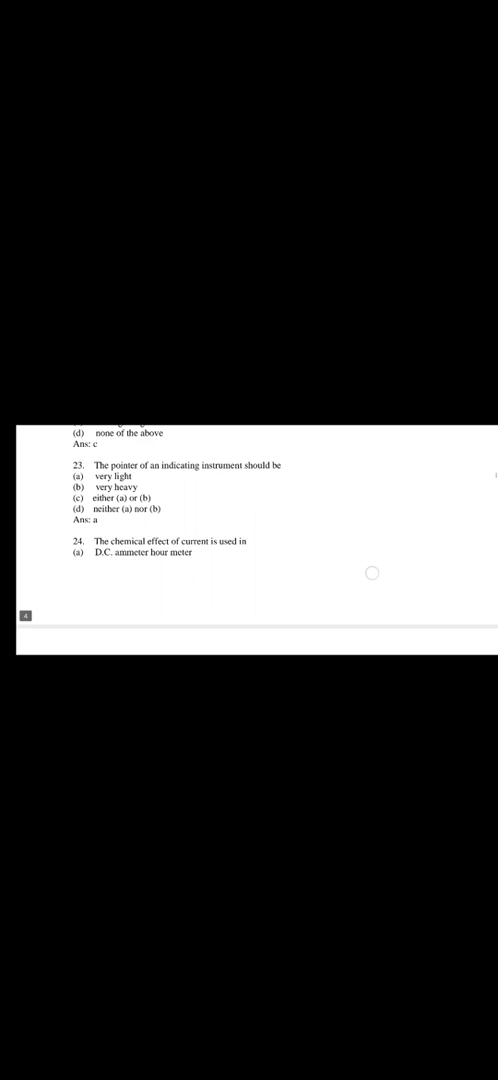 (d) none of the above
Ans: c
23. The pointer of an indicating instrument should be
(a) very light
(b) very heavy
(c) either (a) or (b)
(d) neither (a) nor (b)
Ans: a
24. The chemical effect of current is used in
(a) D.C. ammeter hour meter
4